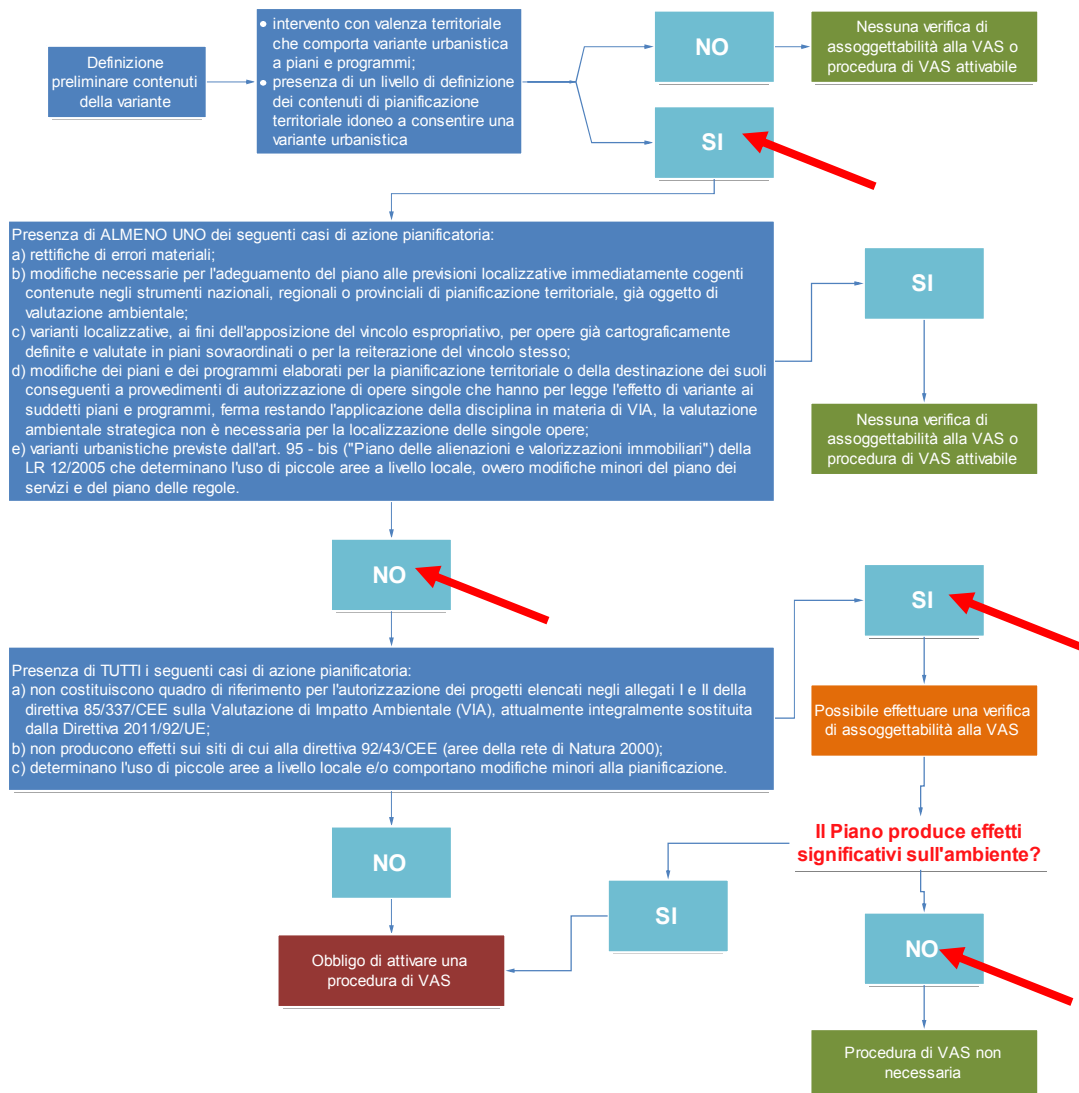 Definizione
preliminare contenuti
della variante
• intervento con valenza territoriale
che comporta variante urbanistica
a piani e programmi;
• presenza di un livello di definizione
dei contenuti di pianificazione
territoriale idoneo a consentire una
variante urbanistica
NO
Nessuna verifica di
assoggettabilità alla VAS o
procedura di VAS attivabile
SI
Presenza di ALMENO UNO dei seguenti casi di azione pianificatoria:
a) rettifiche di errori materiali;
b) modifiche necessarie per l'adeguamento del piano alle previsioni localizzative immediatamente cogenti
contenute negli strumenti nazionali, regionali o provinciali di pianificazione territoriale, già oggetto di
valutazione ambientale;
c) varianti localizzative, ai fini dell'apposizione del vincolo espropriativo, per opere già cartograficamente
definite e valutate in piani sovraordinati o per la reiterazione del vincolo stesso;
d) modifiche dei piani e dei programmi elaborati per la pianificazione territoriale o della destinazione dei suoli
conseguenti a provvedimenti di autorizzazione di opere singole che hanno per legge l'effetto di variante ai
suddetti piani e programmi, ferma restando l'applicazione della disciplina in materia di VIA, la valutazione
ambientale strategica non è necessaria per la localizzazione delle singole opere;
e) varianti urbanistiche previste dall'art. 95 - bis ("Piano delle alienazioni e valorizzazioni immobiliari") della
LR 12/2005 che determinano l'uso di piccole aree a livello locale, ovvero modifiche minori del piano dei
servizi e del piano delle regole.
SI
Nessuna verifica di
assoggettabilità alla VAS o
procedura di VAS attivabile
NO
Presenza di TUTTI i seguenti casi di azione pianificatoria:
a) non costituiscono quadro di riferimento per l'autorizzazione dei progetti elencati negli allegati I e II della
direttiva 85/337/CEE sulla Valutazione di Impatto Ambientale (VIA), attualmente integralmente sostituita
dalla Direttiva 2011/92/UE;
b) non producono effetti sui siti di cui alla direttiva 92/43/CEE (aree della rete di Natura 2000);
c) determinano l'uso di piccole aree a livello locale e/o comportano modifiche minori alla pianificazione.
SI
Possibile effettuare una verifica
di assoggettabilità alla VAS
Il Piano produce effetti
significativi sull'ambiente?
NO
SI
Obbligo di attivare una
procedura di VAS
NO
Procedura di VAS non
necessaria